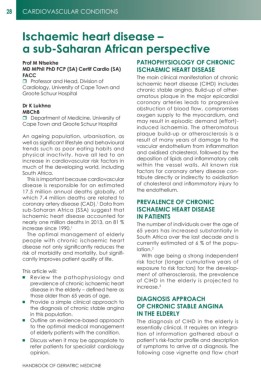 28 CARDIOVASCULAR CONDITIONS
Ischaemic heart disease –
a sub-Saharan African perspective
Prof M Ntsekhe
MD MPhil PhD FCP (SA) Certif Cardio (SA)
FACC
Professor and Head, Division of
Cardiology, University of Cape Town and
Groote Schuur Hospital
Dr K Lukhna
MBChB
Department of Medicine, University of
Cape Town and Groote Schuur Hospital
An ageing population, urbanisation, as
well as significant lifestyle and behavioural
trends such as poor eating habits and
physical inactivity, have all led to an
increase in cardiovascular risk factors in
much of the developing world, including
South Africa.
This is important because cardiovascular
disease is responsible for an estimated
17.5 million annual deaths globally, of
which 7.4 million deaths are related to
coronary artery disease (CAD). Data from
sub-Saharan Africa (SSA) suggest that
ischaemic heart disease accounted for
nearly one million deaths in 2013, an 81 %
increase since 1990.
The optimal management of elderly
people with chronic ischaemic heart
disease not only significantly reduces the
risk of morbidity and mortality, but signifi-
cantly improves patient quality of life.
This article will:
Review the pathophysiology and
prevalence of chronic ischaemic heart
disease in the elderly – defined here as
those older than 65 years of age.
Provide a simple clinical approach to
the diagnosis of chronic stable angina
in this population.
Outline an evidence-based approach
to the optimal medical management
of elderly patients with the condition.
Discuss when it may be appropriate to
refer patients for specialist cardiology
opinion.
PATHOPHYSIOLOGY OF CHRONIC
ISCHAEMIC HEART DISEASE
The main clinical manifestation of chronic
ischaemic heart disease (CIHD) includes
chronic stable angina. Build-up of ather-
omatous plaque in the major epicardial
coronary arteries leads to progressive
obstruction of blood flow, compromises
oxygen supply to the myocardium, and
may result in episodic demand (effort)-
induced ischaemia. The atheromatous
plaque build-up or atherosclerosis is a
result of many years of damage to the
vascular endothelium from inflammation
and oxidised cholesterol, followed by the
deposition of lipids and inflammatory cells
within the vessel walls. All known risk
factors for coronary artery disease con-
tribute directly or indirectly to oxidisation
of cholesterol and inflammatory injury to
the endothelium.
PREVALENCE OF CHRONIC
ISCHAEMIC HEART DISEASE
IN PATIENTS
The number of individuals over the age of
60 years has increased substantially in
South Africa over the last decade and is
currently estimated at 6 % of the popu-
lation.
With age being a strong independent
risk factor (longer cumulative years of
exposure to risk factors) for the develop-
ment of atherosclerosis, the prevalence
of CIHD in the elderly is projected to
increase.
DIAGNOSIS APPROACH
OF CHRONIC STABLE ANGINA
IN THE ELDERLY
The diagnosis of CIHD in the elderly is
essentially clinical. It requires an integra-
tion of information gathered about a
patient's risk-factor profile and description
of symptoms to arrive at a diagnosis. The
following case vignette and flow chart
HANDBOOK OF GERIATRIC MEDICINE